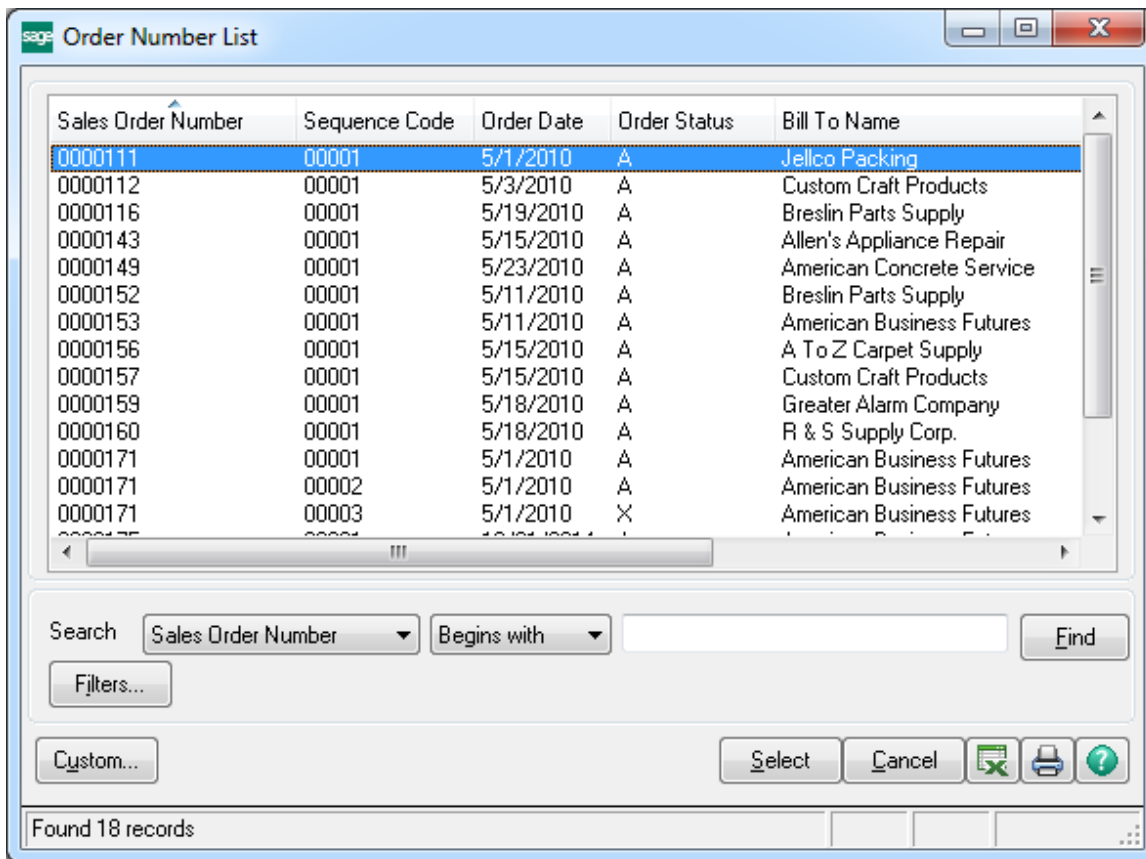 sage Order Number List
Sales Order Number Sequence Code Order Date Order Status Bill To Name
0000111 00001 5/1/2010 A Jellco Packing
0000112 00001 5/3/2010 A Custom Craft Products
0000116 00001 5/19/2010 A Breslin Parts Supply
0000143 00001 5/15/2010 A Allen's Appliance Repair
0000149 00001 5/23/2010 A American Concrete Service
0000152 00001 5/11/2010 A Breslin Parts Supply
0000153 00001 5/11/2010 A American Business Futures
0000156 00001 5/15/2010 A A To Z Carpet Supply
0000157 00001 5/15/2010 A Custom Craft Products
0000159 00001 5/18/2010 A Greater Alarm Company
0000160 00001 5/18/2010 A R & S Supply Corp.
0000171 00001 5/1/2010 A American Business Futures
0000171 00002 5/1/2010 A American Business Futures
0000171 00003 5/1/2010 X American Business Futures
Search Sales Order Number Begins with Find
Filters...
Custom... Select Cancel
Found 18 records